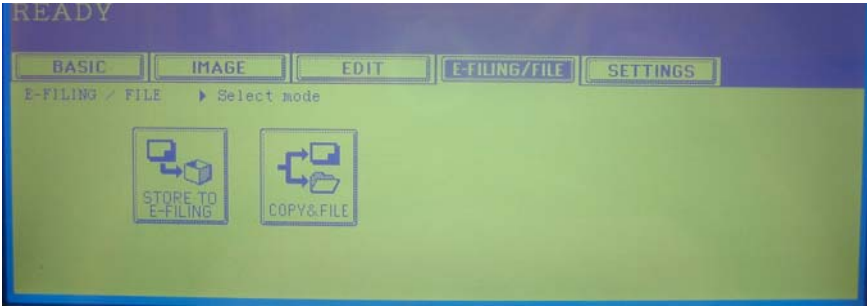 READY
BASIC IMAGE EDIT E-FILING/FILE SETTINGS
E-FILING / FILE ▶ Select mode
STORE TO
E-FILING
COPY&FILE